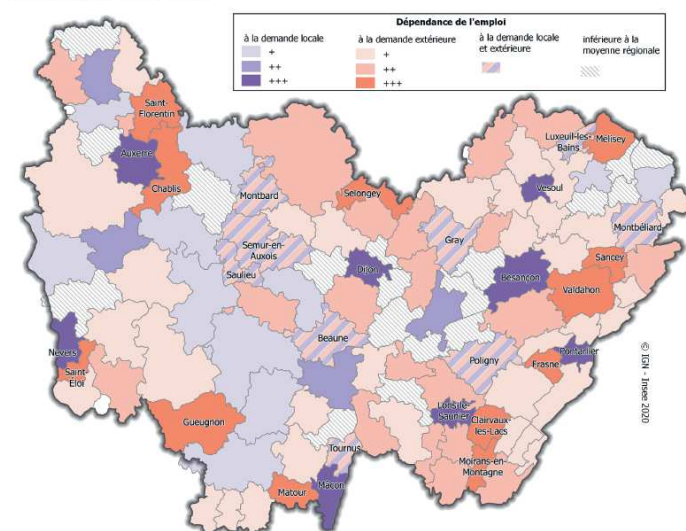 Dépendance de l'emploi
à la demande locale
+
++
+++
à la demande extérieure
+
++
+++
à la demande locale
et extérieure
inférieure à la
moyenne régionale
Saint-
Florentin
Auxerre
Chablis
Montbard
Semur-en-
Auxois
Saulieu
Selongey
Dijon
Gray
Luxeuil-les-
Bains
Mélisey
Vesoul
Montbéliard
Besançon
Sancey
Valdahon
Nevers
Saint-
Eloi
Beaune
Poligny
Frasne
Pontarlier
Gueugnon
Lons-le-
Saunier
Clairvaux-
les-Lacs
Moirans-en-
Montagne
Tournus
Matour
Macon
© IGN - Insee 2020